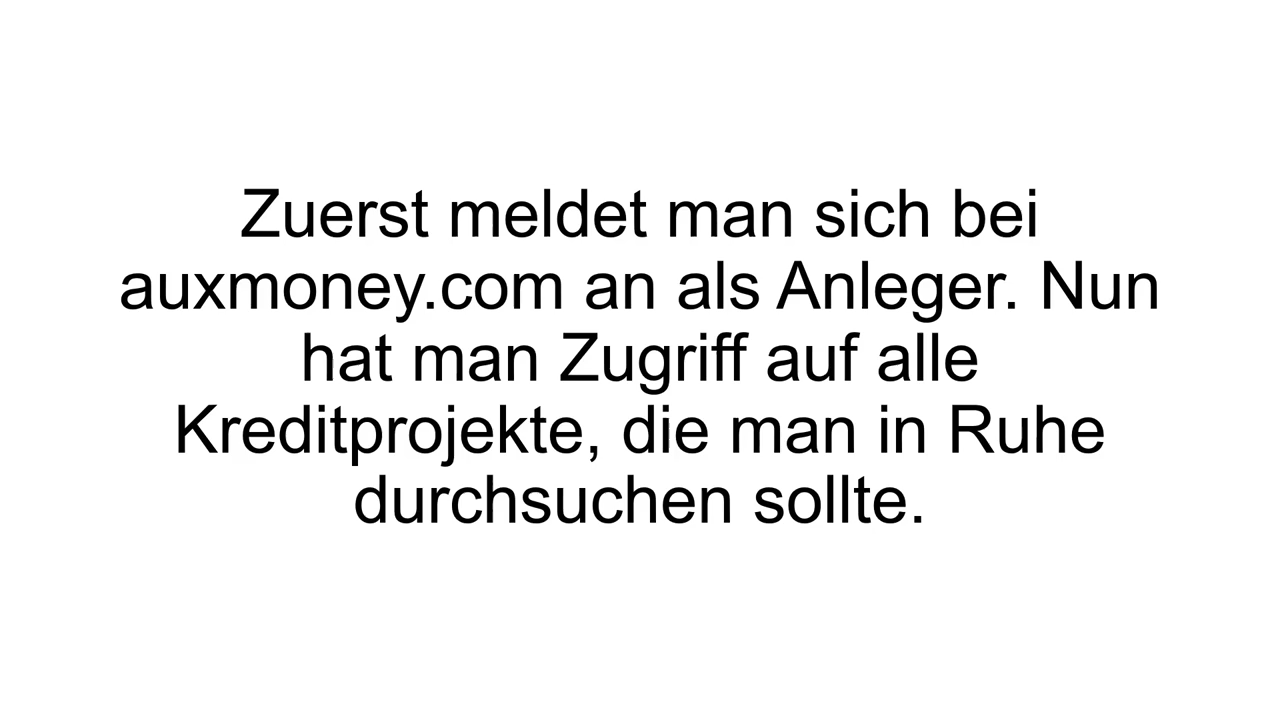 Zuerst meldet man sich bei
auxmoney.com an als Anleger. Nun
hat man Zugriff auf alle
Kreditprojekte, die man in Ruhe
durchsuchen sollte.